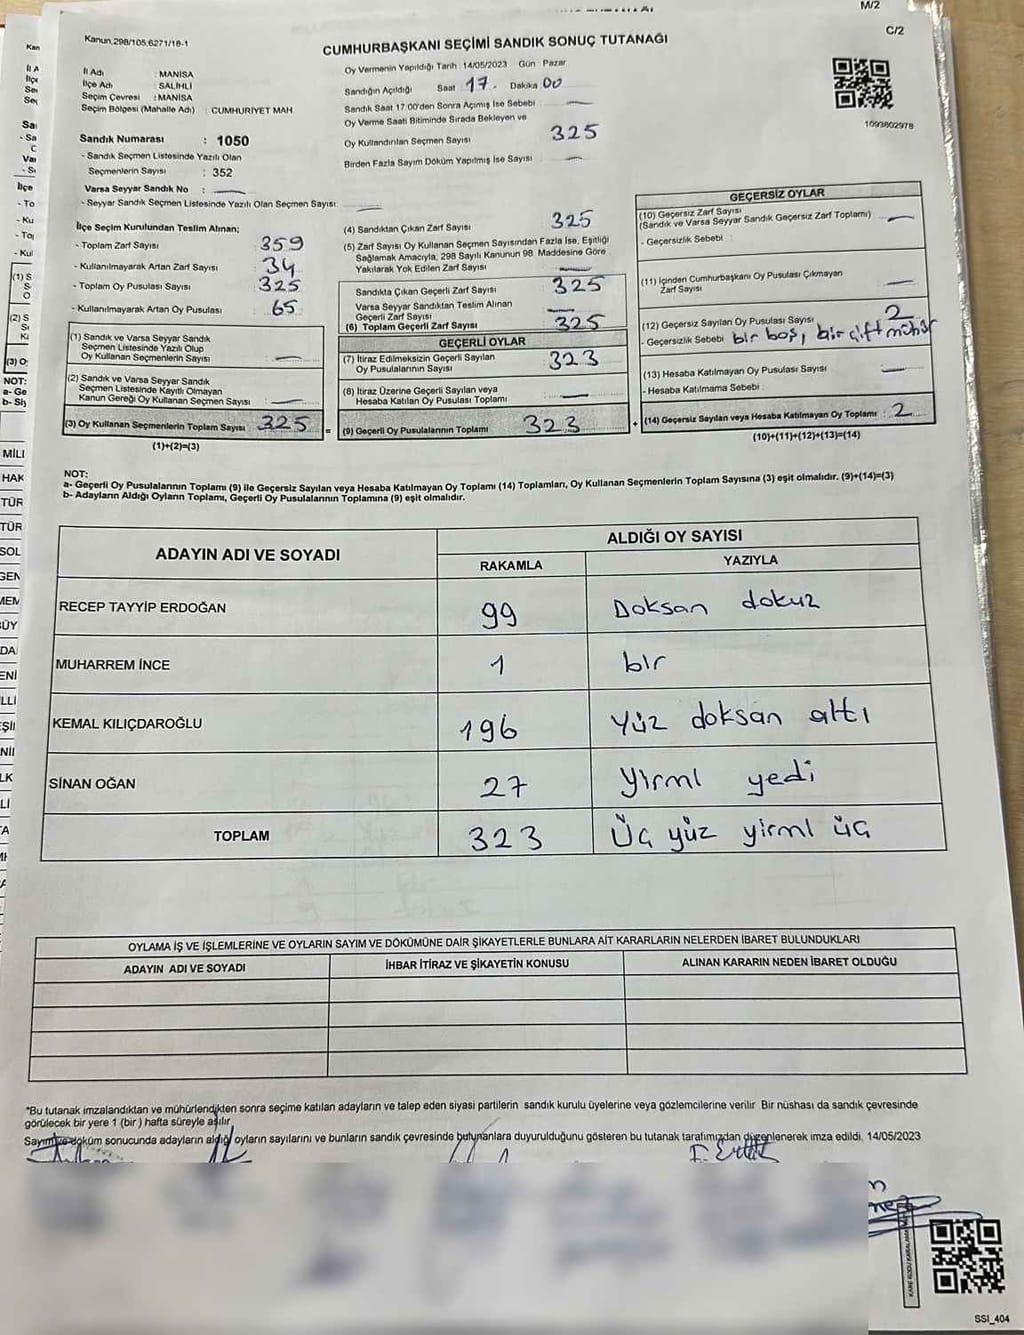 M/2
C/2
Kanun,298/105;6271/18-1
CUMHURBAŞKANI SEÇİMİ SANDIK SONUÇ TUTANAĞI
İl Adı : MANİSA
İlçe Adı : SALİHLİ
Seçim Çevresi : MANİSA
Seçim Bölgesi (Mahalle Adı) : CUMHURIYET MAH
Sandık Numarası : 1050
- Sandık Seçmen Listesinde Yazılı Olan
Seçmenlerin Sayısı : 352
Varsa Seyyar Sandık No :
- Seyyar Sandık Seçmen Listesinde Yazılı Olan Seçmen Sayısı:
Oy Vermenin Yapıldığı Tarih : 14/05/2023 Gün : Pazar
Sandığın Açıldığı Saat 17. Dakika 00
Sandık Saat 17.00'den Sonra Açımış İse Sebebi
Oy Verme Saati Bitiminde Sırada Bekleyen ve
Oy Kullandırılan Seçmen Sayısı 325
Birden Fazla Sayım Döküm Yapılmış İse Sayısı
1093802978
İlçe Seçim Kurulundan Teslim Alınan;
- Toplam Zarf Sayısı : 359
- Kullanılmayarak Artan Zarf Sayısı : 34
- Toplam Oy Pusulası Sayısı : 325
- Kullanılmayarak Artan Oy Pusulası : 65
(1) Sandık ve Varsa Seyyar Sandık
Seçmen Listesinde Yazılı Olup
Oy Kullanan Seçmenlerin Sayısı :
(2) Sandık ve Varsa Seyyar Sandık
Seçmen Listesinde Kayıtlı Olmayan
Kanun Gereği Oy Kullanan Seçmen Sayısı :
(3) Oy Kullanan Seçmenlerin Toplam Sayısı : 325
(1)+(2)=(3)
(4) Sandıktan Çıkan Zarf Sayısı : 325
(5) Zarf Sayısı Oy Kullanan Seçmen Sayısından Fazla İse, Eşitliği
Sağlamak Amacıyla, 298 Sayılı Kanunun 98 Maddesine Göre
Yakılarak Yok Edilen Zarf Sayısı
Sandıkta Çıkan Geçerli Zarf Sayısı : 325
Varsa Seyyar Sandıktan Teslim Alınan
Geçerli Zarf Sayısı :
(6) Toplam Geçerli Zarf Sayısı : 325
GEÇERLİ OYLAR
(7) İtiraz Edilmeksizin Geçerli Sayılan
Oy Pusulalarının Sayısı : 323
(8) İtiraz Üzerine Geçerli Sayılan veya
Hesaba Katılan Oy Pusulası Toplamı :
= (9) Geçerli Oy Pusulalarının Toplamı : 323
GEÇERSİZ OYLAR
(10) Geçersiz Zarf Sayısı
(Sandık ve Varsa Seyyar Sandık Geçersiz Zarf Toplamı) :
- Geçersizlik Sebebi :
(11) İçinden Cumhurbaşkanı Oy Pusulası Çıkmayan
Zarf Sayısı :
(12) Geçersiz Sayılan Oy Pusulası Sayısı : 2
- Geçersizlik Sebebi bir boş, bir çift mühür
(13) Hesaba Katılmayan Oy Pusulası Sayısı :
- Hesaba Katılmama Sebebi :
+ (14) Geçersiz Sayılan veya Hesaba Katılmayan Oy Toplamı : 2
(10)+(11)+(12)+(13)=(14)
NOT:
a- Geçerli Oy Pusulalarının Toplamı (9) ile Geçersiz Sayılan veya Hesaba Katılmayan Oy Toplamı (14) Toplamları, Oy Kullanan Seçmenlerin Toplam Sayısına (3) eşit olmalıdır. (9)+(14)=(3)
b- Adayların Aldığı Oyların Toplamı, Geçerli Oy Pusulalarının Toplamına (9) eşit olmalıdır.
ADAYIN ADI VE SOYADI
ALDIĞI OY SAYISI
RAKAMLA YAZIYLA
RECEP TAYYİP ERDOĞAN 99 Doksan dokuz
MUHARREM İNCE 1 bir
KEMAL KILIÇDAROĞLU 196 Yüz doksan altı
SİNAN OĞAN 27 Yirmi yedi
TOPLAM 323 Üç yüz yirmi üç
OYLAMA İŞ VE İŞLEMLERİNE VE OYLARIN SAYIM VE DÖKÜMÜNE DAİR ŞİKAYETLERLE BUNLARA AİT KARARLARIN NELERDEN İBARET BULUNDUKLARI
ADAYIN ADI VE SOYADI İHBAR İTİRAZ VE ŞİKAYETİN KONUSU ALINAN KARARIN NEDEN İBARET OLDUĞU
*Bu tutanak imzalandıktan ve mühürlendikten sonra seçime katılan adayların ve talep eden siyasi partilerin sandık kurulu üyelerine veya gözlemcilerine verilir Bir nüshası da sandık çevresinde
görülecek bir yere 1 (bir) hafta süreyle asılır
Sayım ve döküm sonucunda adayların aldığı oyların sayılarını ve bunların sandık çevresinde bulunanlara duyurulduğunu gösteren bu tutanak tarafımızdan düzenlenerek imza edildi. 14/05/2023
SSI_404